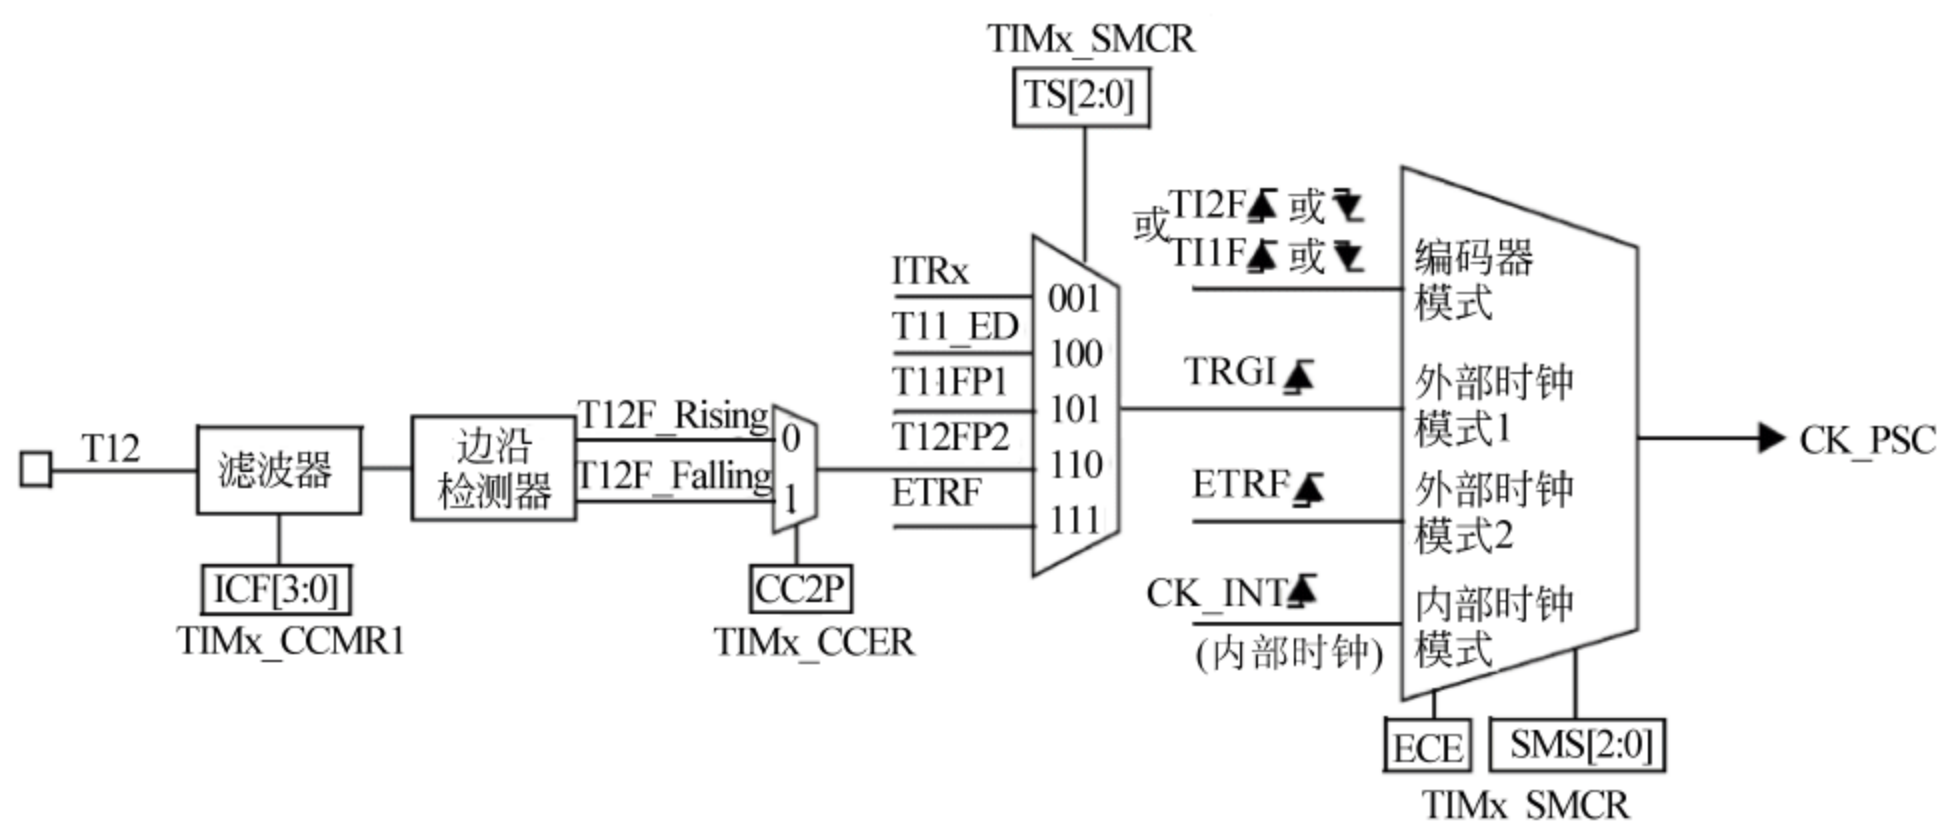 TIMx_SMCR
TS[2:0]
或
TI2F 或
TI1F 或
编码器
模式
ITRx
001
T11_ED
100
T11FP1
101
T12FP2
110
ETRF
111
TRGI
外部时钟
模式1
ETRF
外部时钟
模式2
CK_INT
(内部时钟)
内部时钟
模式
CK_PSC
T12
滤波器
边沿
检测器
T12F_Rising
0
T12F_Falling
1
ICF[3:0]
TIMx_CCMR1
CC2P
TIMx_CCER
ECE
SMS[2:0]
TIMx SMCR